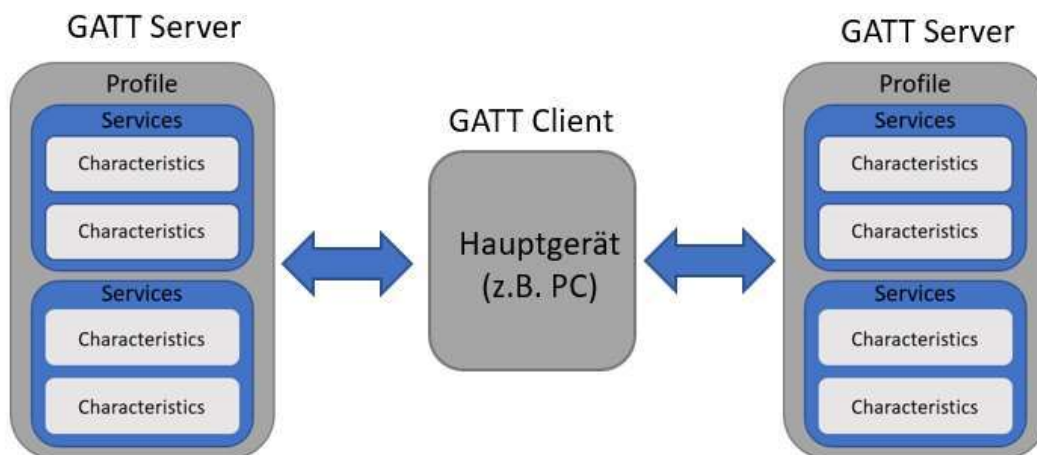 GATT Server
Profile
Services
Characteristics
Characteristics
Services
Characteristics
Characteristics
GATT Client
Hauptgerät
(z.B. PC)
GATT Server
Profile
Services
Characteristics
Characteristics
Services
Characteristics
Characteristics